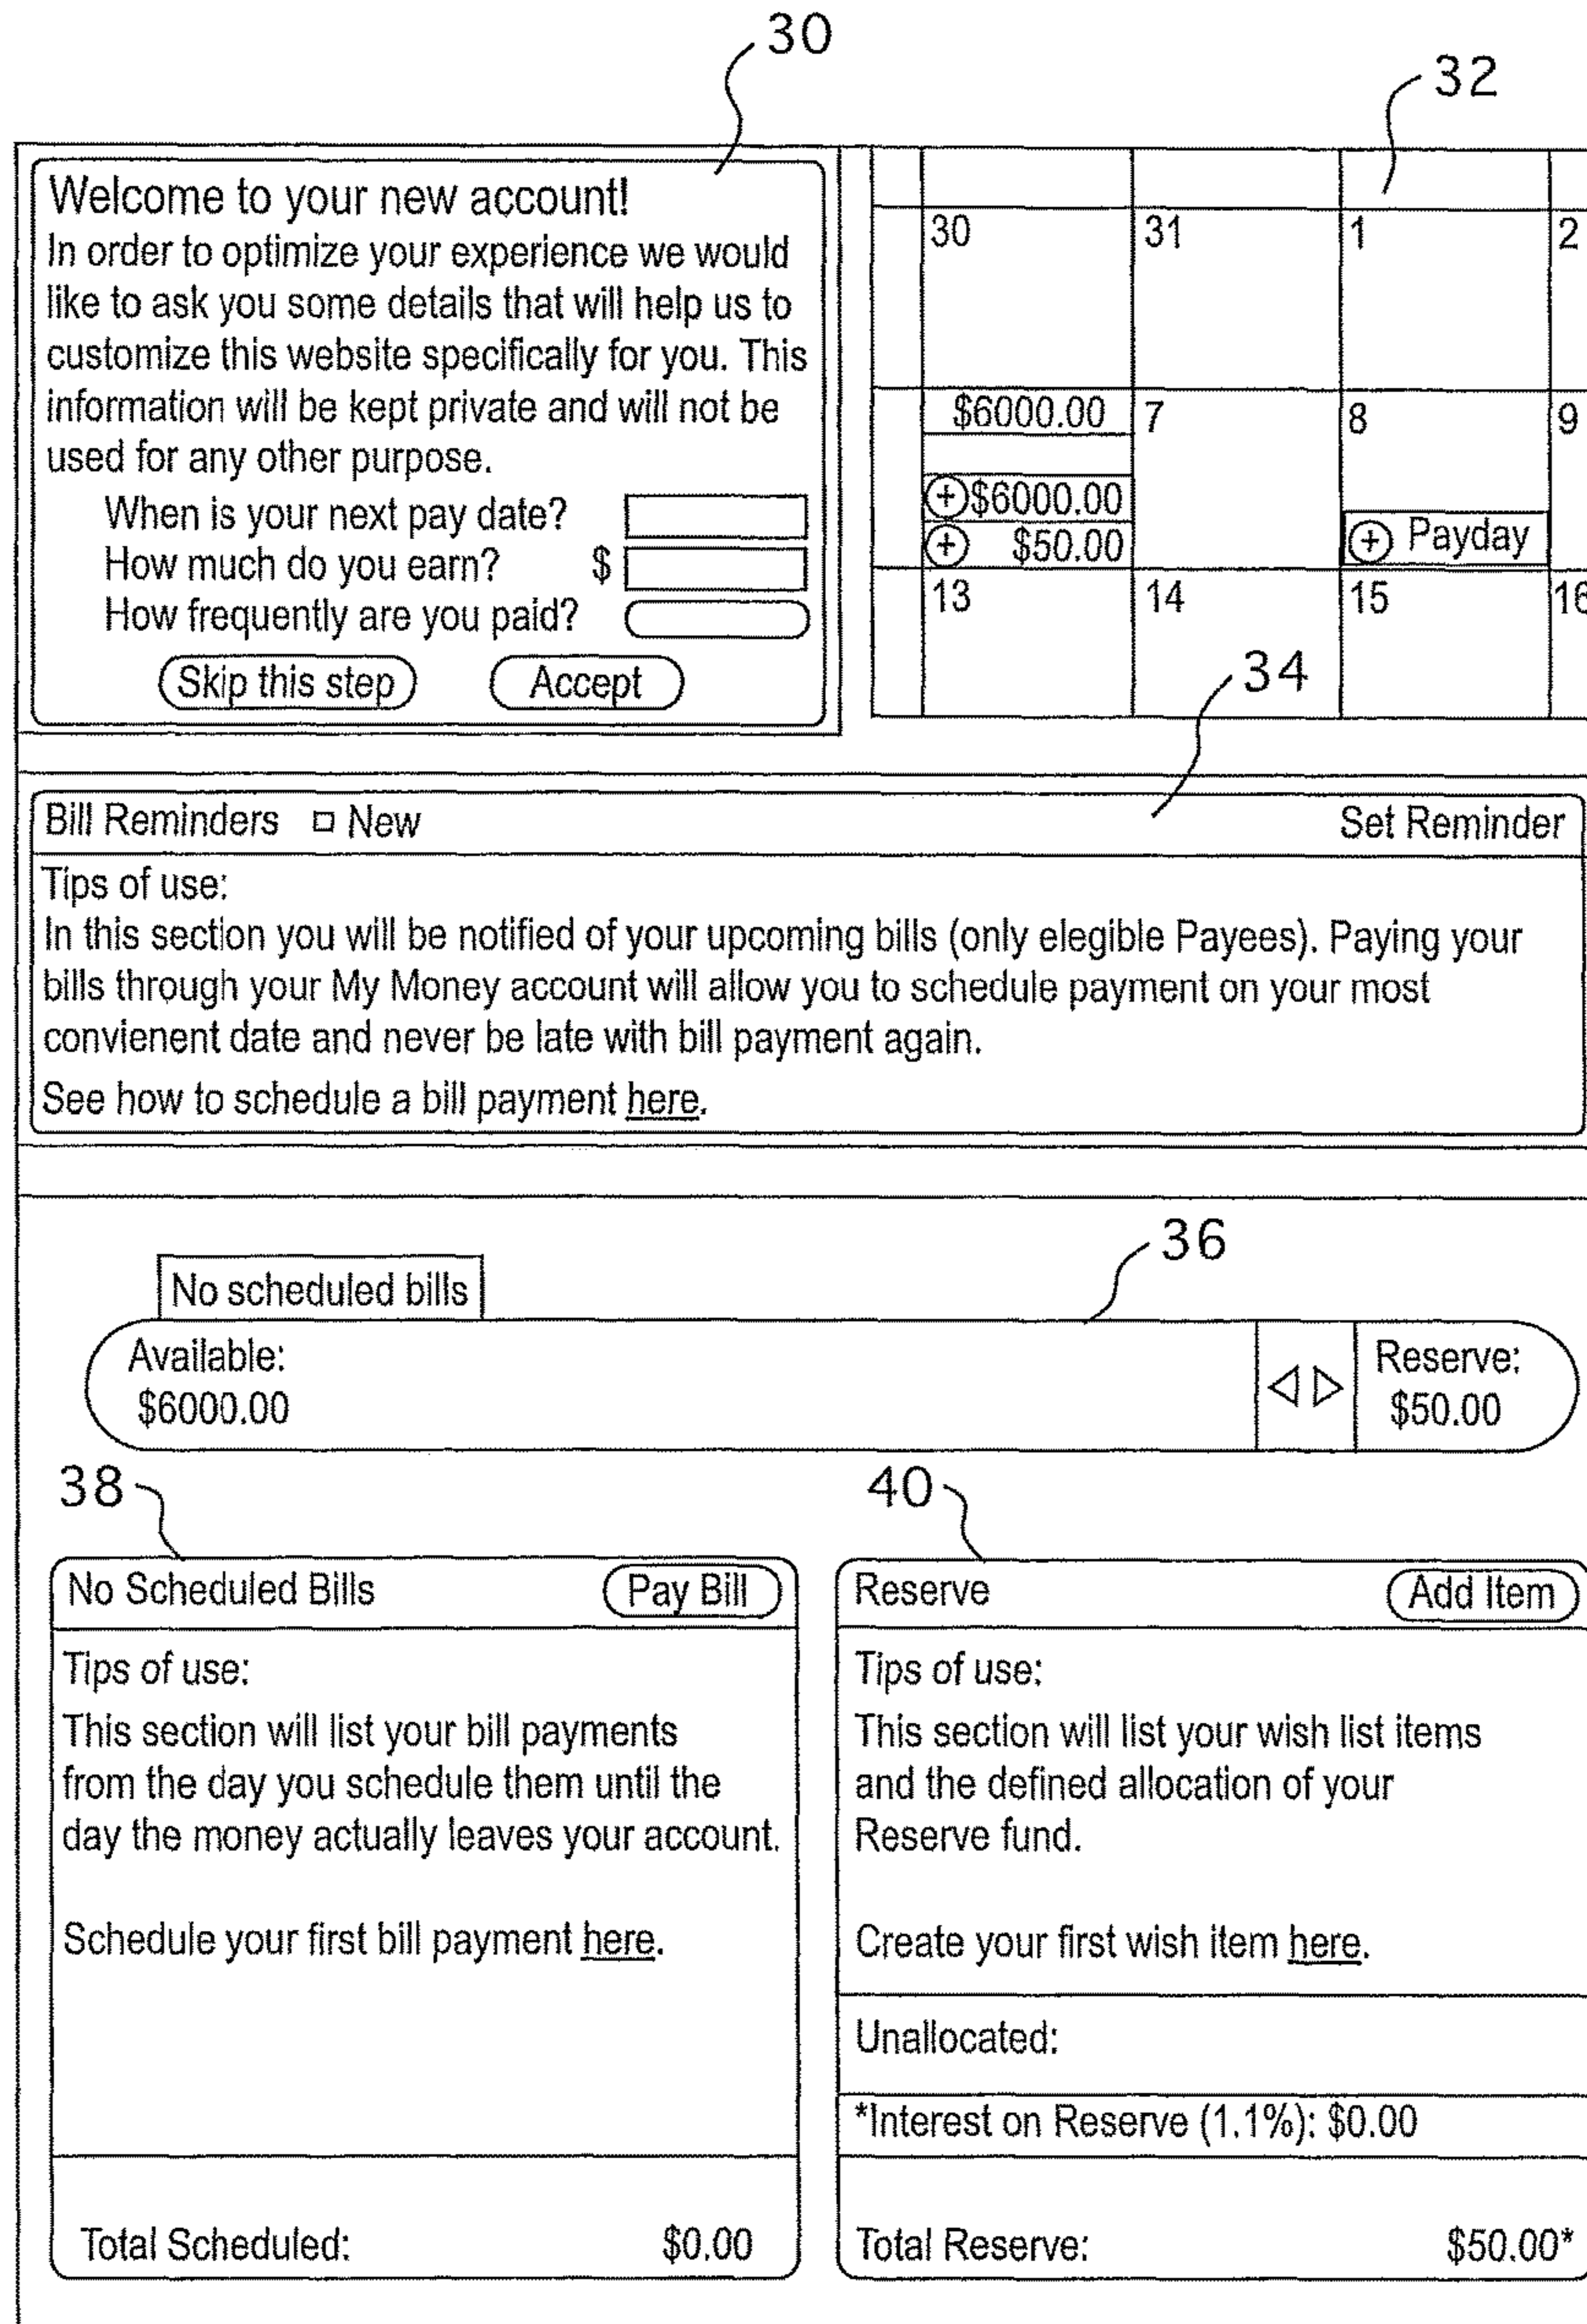 30
32
Welcome to your new account!
In order to optimize your experience we would
like to ask you some details that will help us to
customize this website specifically for you. This
information will be kept private and will not be
used for any other purpose.
When is your next pay date?
How much do you earn? $
How frequently are you paid?
Skip this step Accept
30 31 1 2
$6000.00 7 8 9
⊕ $6000.00
⊕ $50.00 ⊕ Payday
13 14 15 16
34
Bill Reminders □ New Set Reminder
Tips of use:
In this section you will be notified of your upcoming bills (only elegible Payees). Paying your
bills through your My Money account will allow you to schedule payment on your most
convienent date and never be late with bill payment again.
See how to schedule a bill payment here.
36
No scheduled bills
Available:
$6000.00
Reserve:
$50.00
38
No Scheduled Bills Pay Bill
Tips of use:
This section will list your bill payments
from the day you schedule them until the
day the money actually leaves your account.
Schedule your first bill payment here.
Total Scheduled: $0.00
40
Reserve Add Item
Tips of use:
This section will list your wish list items
and the defined allocation of your
Reserve fund.
Create your first wish item here.
Unallocated:
*Interest on Reserve (1.1%): $0.00
Total Reserve: $50.00*